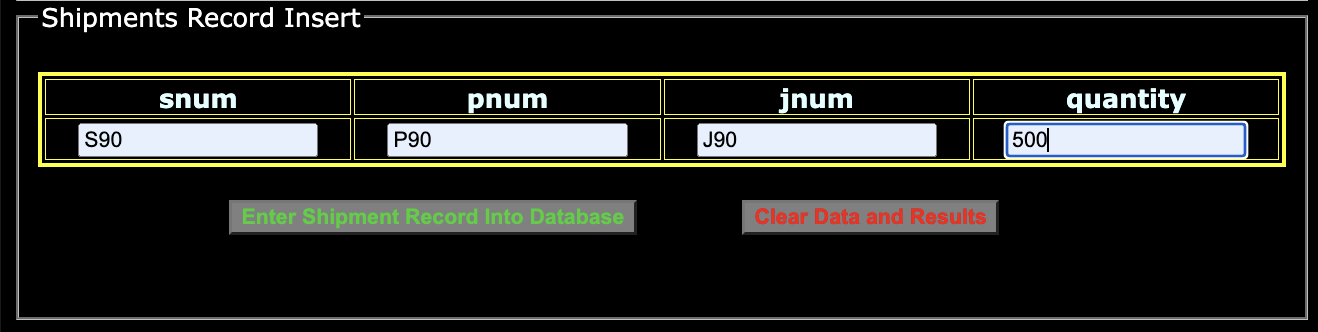 Shipments Record Insert
snum pnum jnum quantity
S90 P90 J90 500
Enter Shipment Record Into Database Clear Data and Results